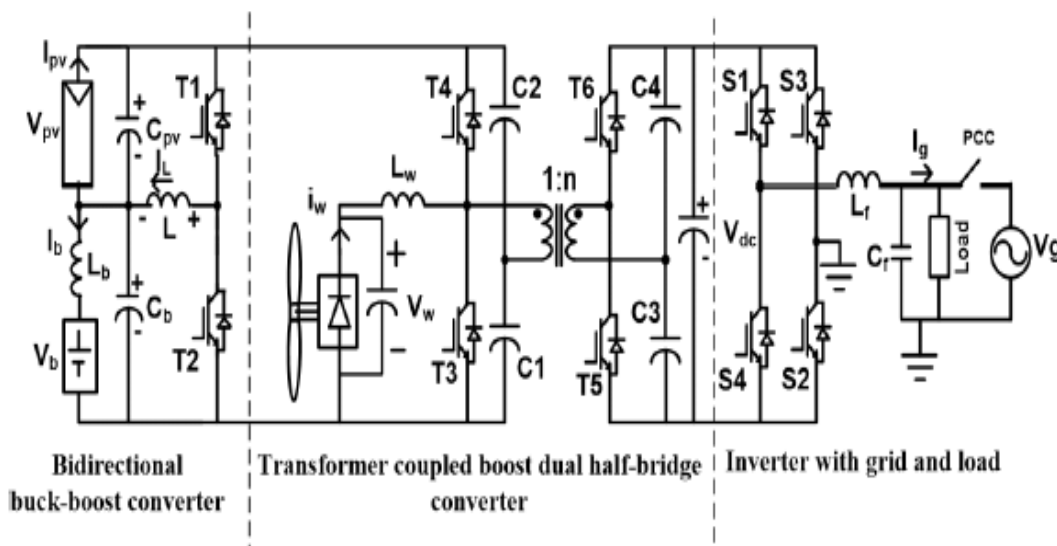 I_pv
V_pv
C_pv
T1
I_L
L
I_b
L_b
C_b
V_b
T2
T4
C2
L_w
i_w
V_w
T3
C1
1:n
T6
C4
T5
C3
V_dc
S1
S3
S4
S2
I_g
PCC
L_f
C_f
Load
V_g
Bidirectional
buck-boost converter
Transformer coupled boost dual half-bridge
converter
Inverter with grid and load